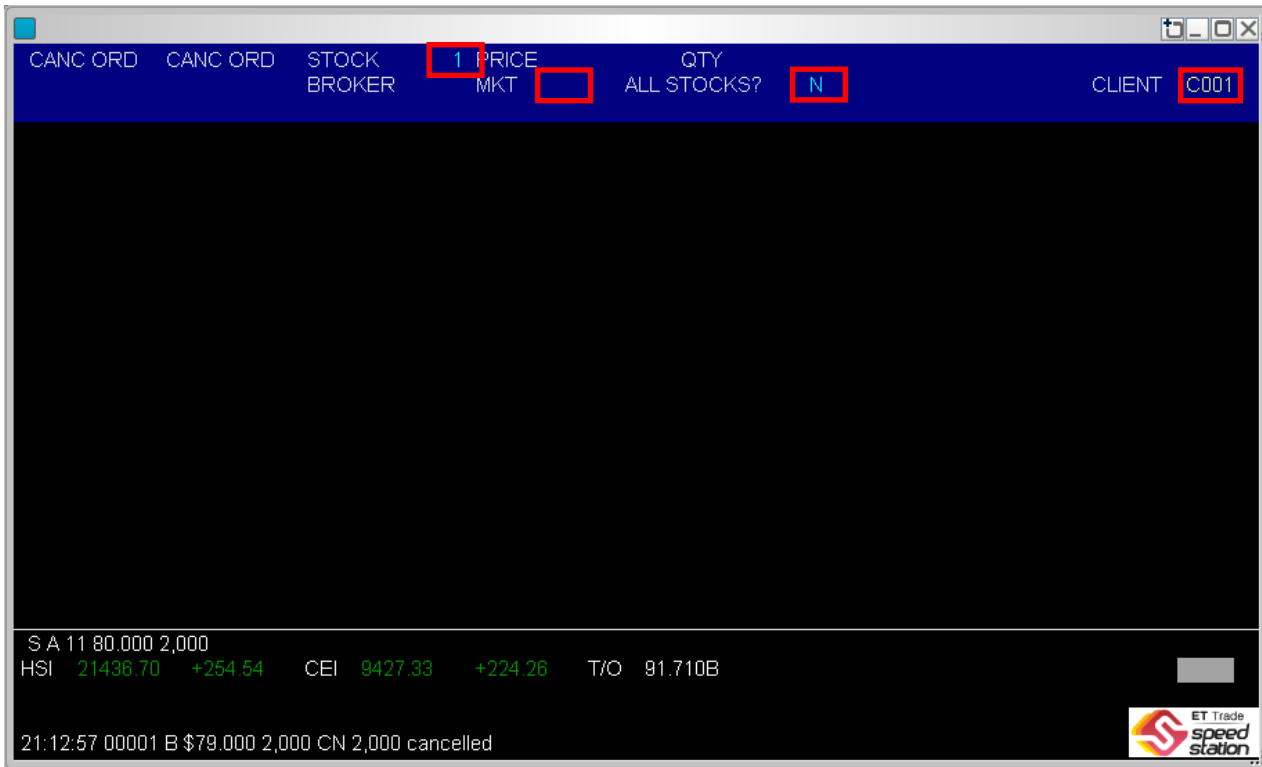 CANC ORD CANC ORD STOCK 1 PRICE QTY
BROKER MKT ALL STOCKS? N CLIENT C001
S A 11 80.000 2,000
HSI 21436.70 +254.54 CEI 9427.33 +224.26 T/O 91.710B
21:12:57 00001 B $79.000 2,000 CN 2,000 cancelled
ET Trade
speed
station